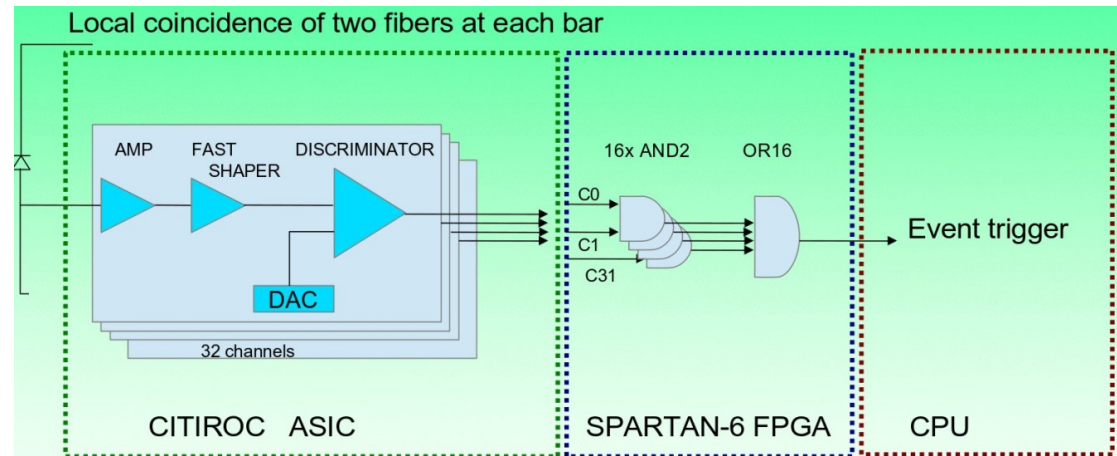 Local coincidence of two fibers at each bar
AMP
FAST
SHAPER
DISCRIMINATOR
DAC
32 channels
CITIROC ASIC
16x AND2
OR16
C0
C1
C31
SPARTAN-6 FPGA
Event trigger
CPU